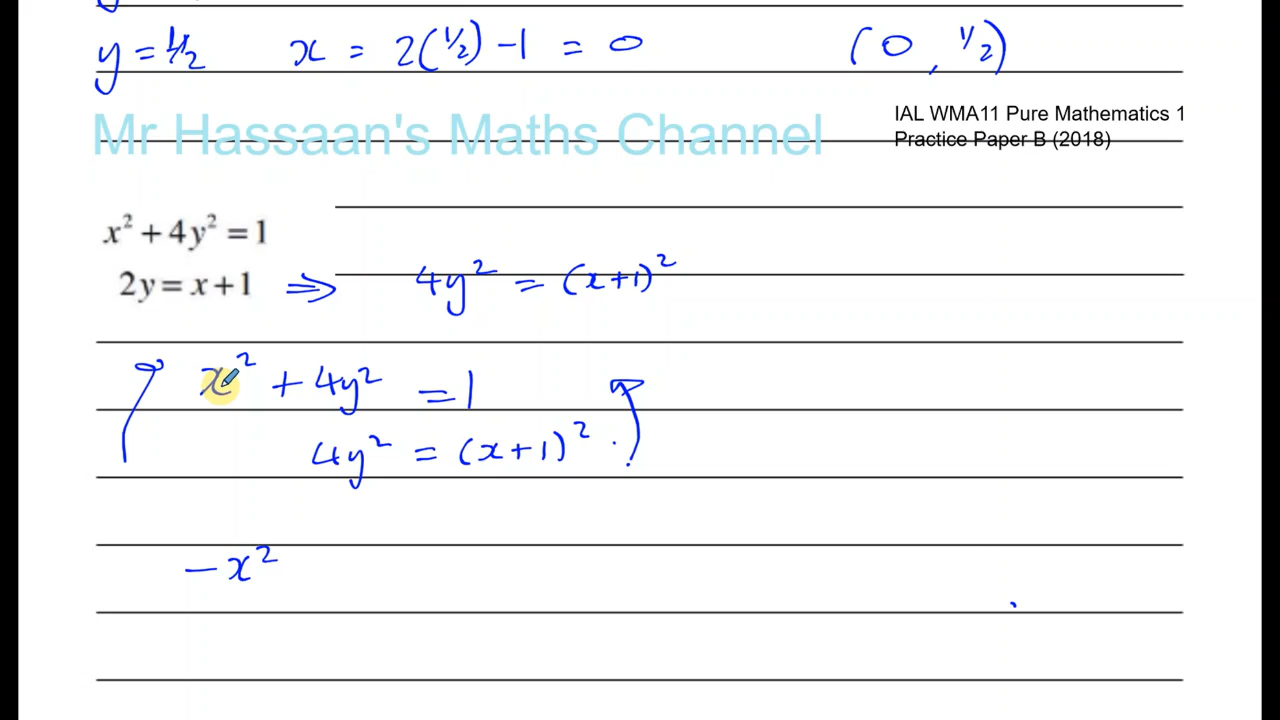 y = 1/2 x = 2(1/2) -1 = 0 (0, 1/2)
Mr Hassaan's Maths Channel
IAL WMA11 Pure Mathematics 1
Practice Paper B (2018)
x² + 4y² = 1
2y = x + 1 ⇒ 4y² = (x+1)²
x² + 4y² = 1
4y² = (x+1)²
-x²